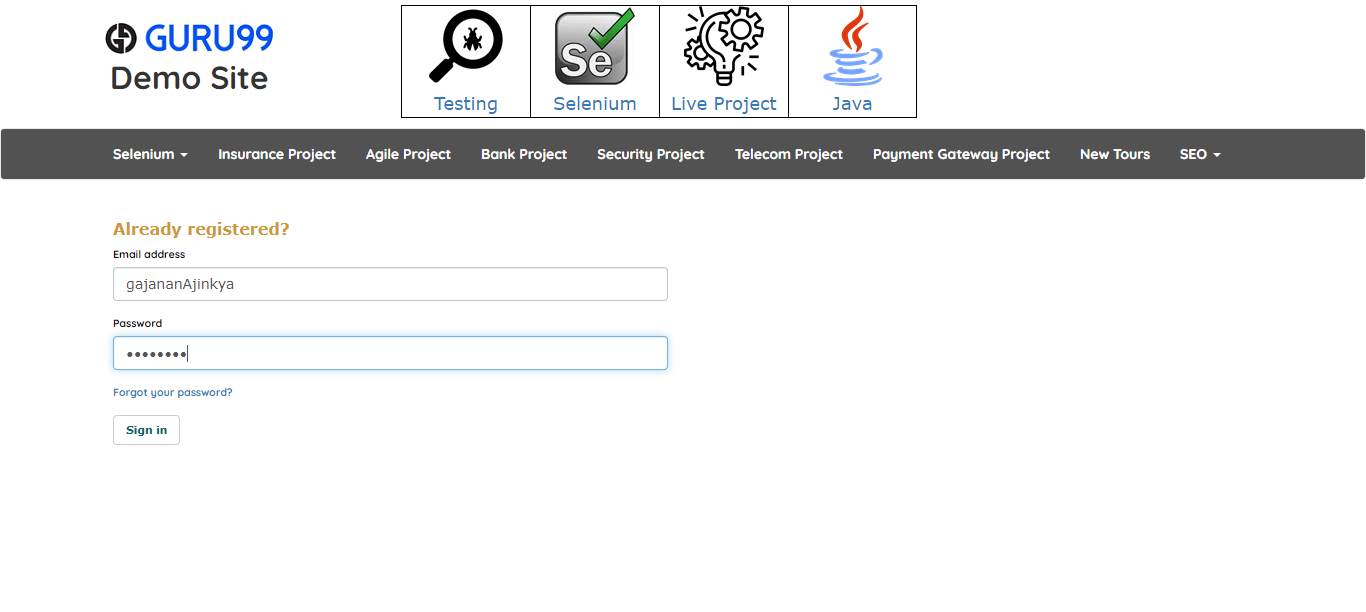 GURU99
Demo Site
Se
Testing
Selenium
Live Project
Java
Selenium Insurance Project Agile Project Bank Project Security Project Telecom Project Payment Gateway Project New Tours SEO
Already registered?
Email address
gajananAjinkya
Password
••••••••
Forgot your password?
Sign in